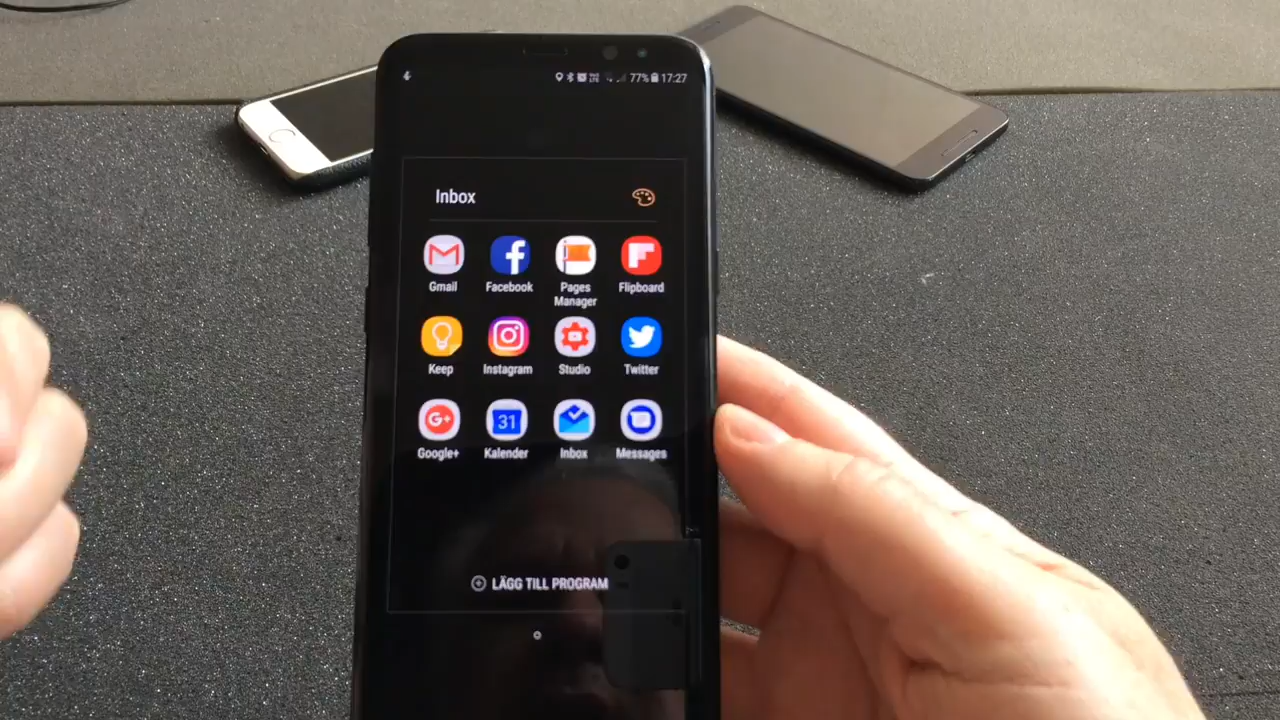 77% 17:27
Inbox
Gmail Facebook Pages Manager Flipboard
Keep Instagram Studio Twitter
31
Google+ Kalender Inbox Messages
LÄGG TILL PROGRAM